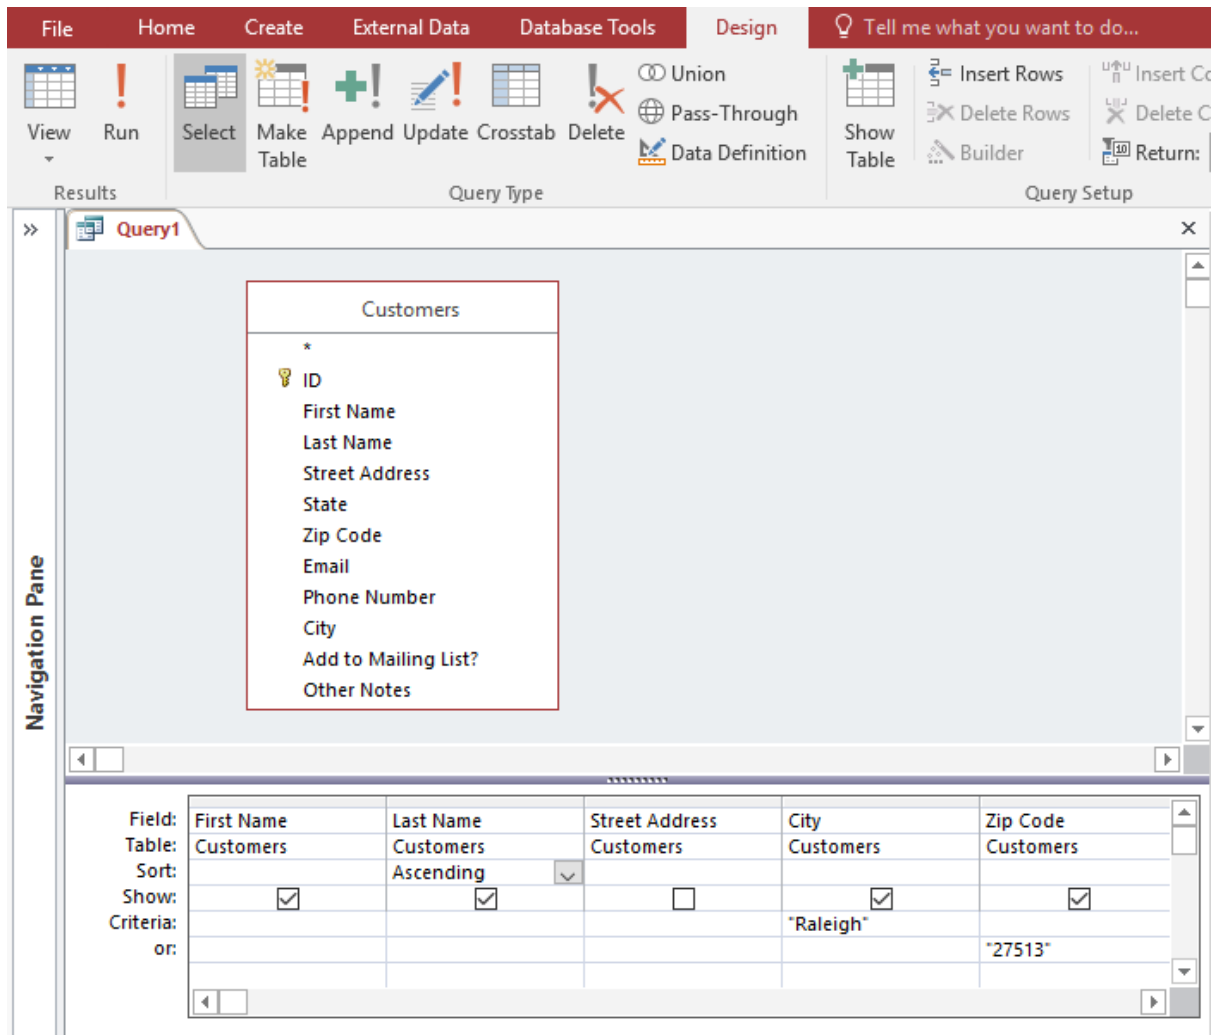 File Home Create External Data Database Tools Design Tell me what you want to do...
View Run Select Make Table Append Update Crosstab Delete
Union
Pass-Through
Data Definition
Show Table
Insert Rows
Delete Rows
Builder
Insert Co
Delete C
Return:
Results Query Type Query Setup
» Query1
Navigation Pane
Customers
*
ID
First Name
Last Name
Street Address
State
Zip Code
Email
Phone Number
City
Add to Mailing List?
Other Notes
Field: First Name Last Name Street Address City Zip Code
Table: Customers Customers Customers Customers Customers
Sort: Ascending
Show:
Criteria: "Raleigh"
or: "27513"